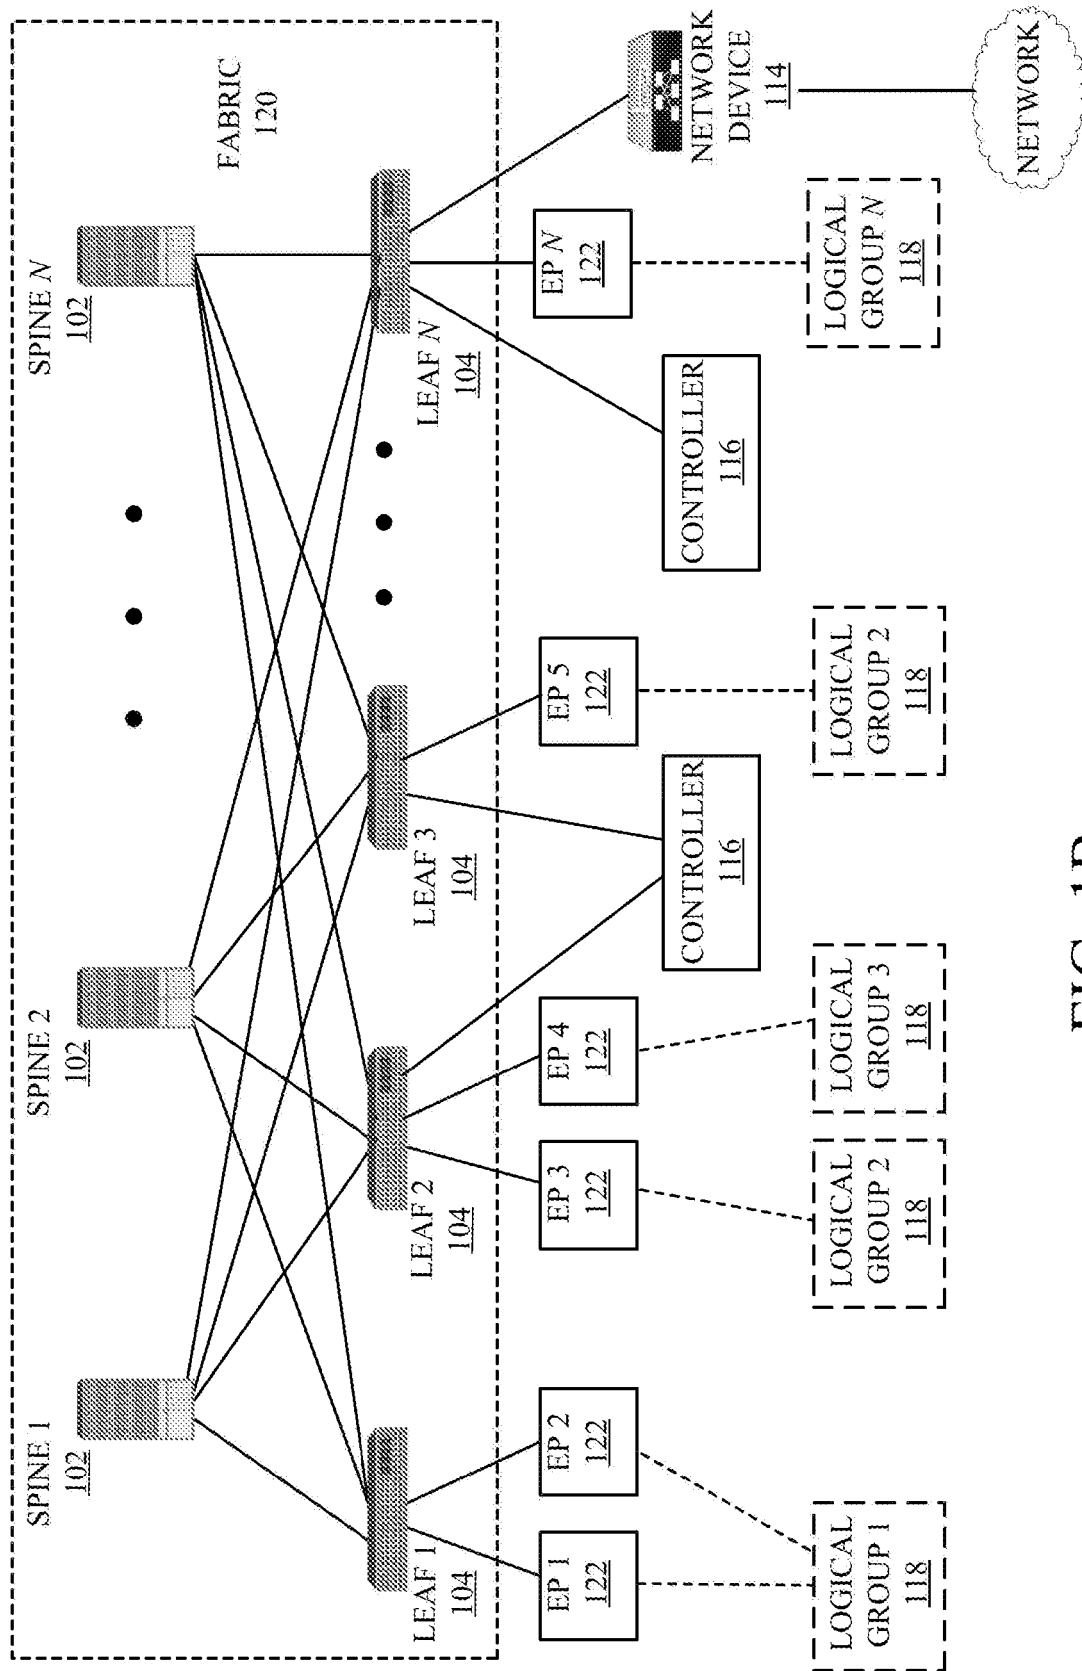 SPINE 1
102
SPINE 2
102
SPINE N
102
FABRIC
120
LEAF 1
104
LEAF 2
104
LEAF 3
104
LEAF N
104
EP 1
122
EP 2
122
EP 3
122
EP 4
122
EP 5
122
EP N
122
CONTROLLER
116
CONTROLLER
116
NETWORK
DEVICE
114
LOGICAL
GROUP 1
118
LOGICAL
GROUP 2
118
LOGICAL
GROUP 3
118
LOGICAL
GROUP 2
118
LOGICAL
GROUP N
118
NETWORK